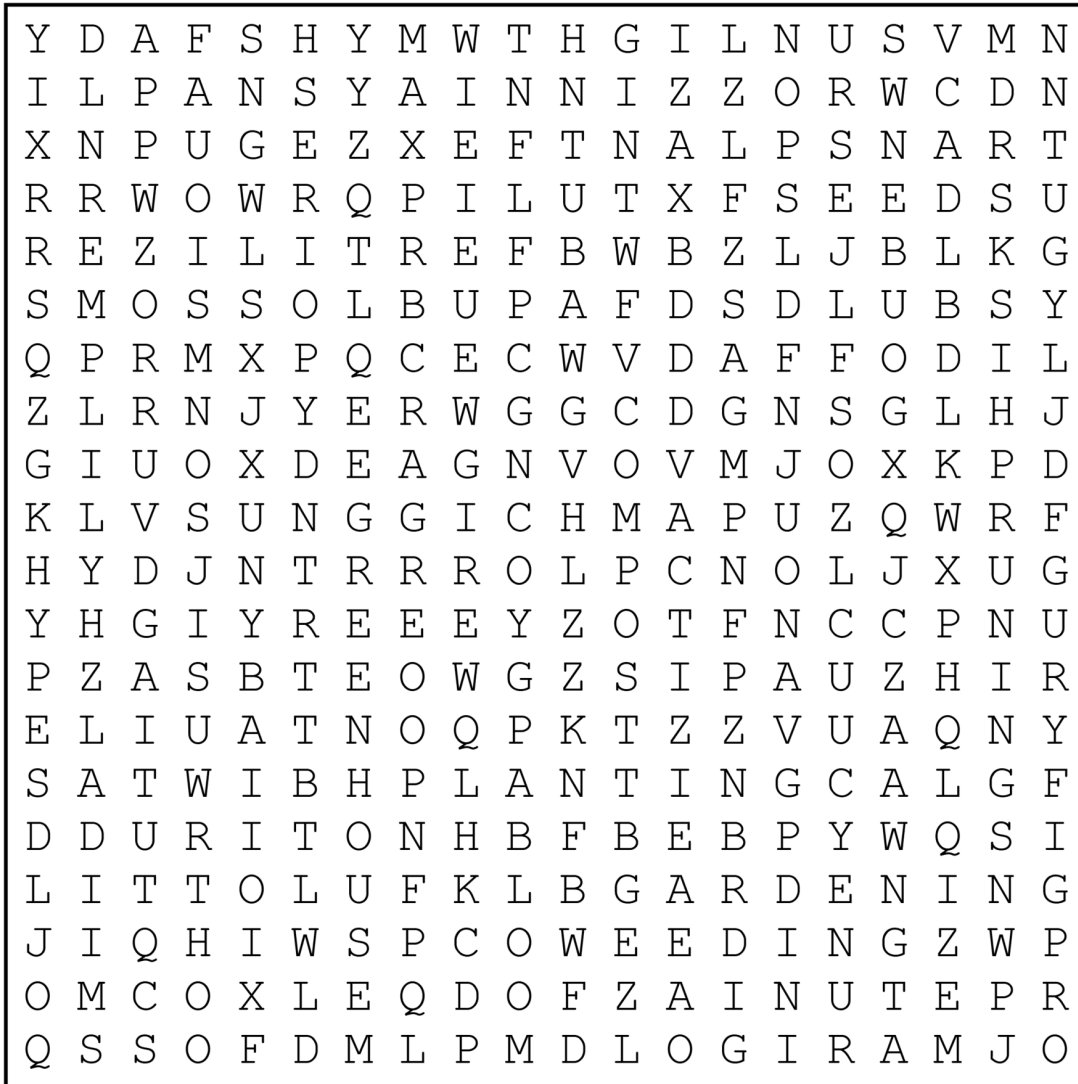 Y D A F S H Y M W T H G I L N U S V M N
I L P A N S Y A I N N I Z Z O R W C D N
X N P U G E Z X E F T N A L P S N A R T
R R W O W R Q P I L U T X F S E E D S U
R E Z I L I T R E F B W B Z L J B L K G
S M O S S O L B U P A F D S D L U B S Y
Q P R M X P Q C E C W V D A F F O D I L
Z L R N J Y E R W G G C D G N S G L H J
G I U O X D E A G N V O V M J O X K P D
K L V S U N G G I C H M A P U Z Q W R F
H Y D J N T R R R O L P C N O L J X U G
Y H G I Y R E E E Y Z O T F N C C P N U
P Z A S B T E O W G Z S I P A U Z H I R
E L I U A T N O Q P K T Z Z V U A Q N Y
S A T W I B H P L A N T I N G C A L G F
D D U R I T O N H B F B E B P Y W Q S I
L I T T O L U F K L B G A R D E N I N G
J I Q H I W S P C O W E E D I N G Z W P
O M C O X L E Q D O F Z A I N U T E P R
Q S S O F D M L P M D L O G I R A M J O